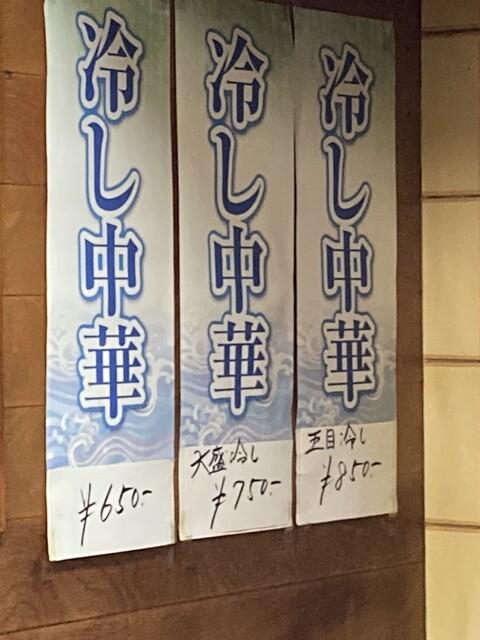 冷し中華
¥650.-
冷し中華
大盛冷し
¥750.-
冷し中華
五目冷し
¥850.-